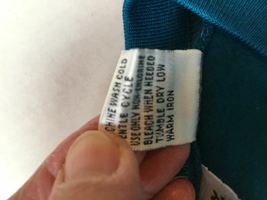 CHINE WASH COLD
ENTLE CYCLE
USE ONLY NON-CHLORINE
BLEACH WHEN NEEDED
TUMBLE DRY LOW
WARM IRON